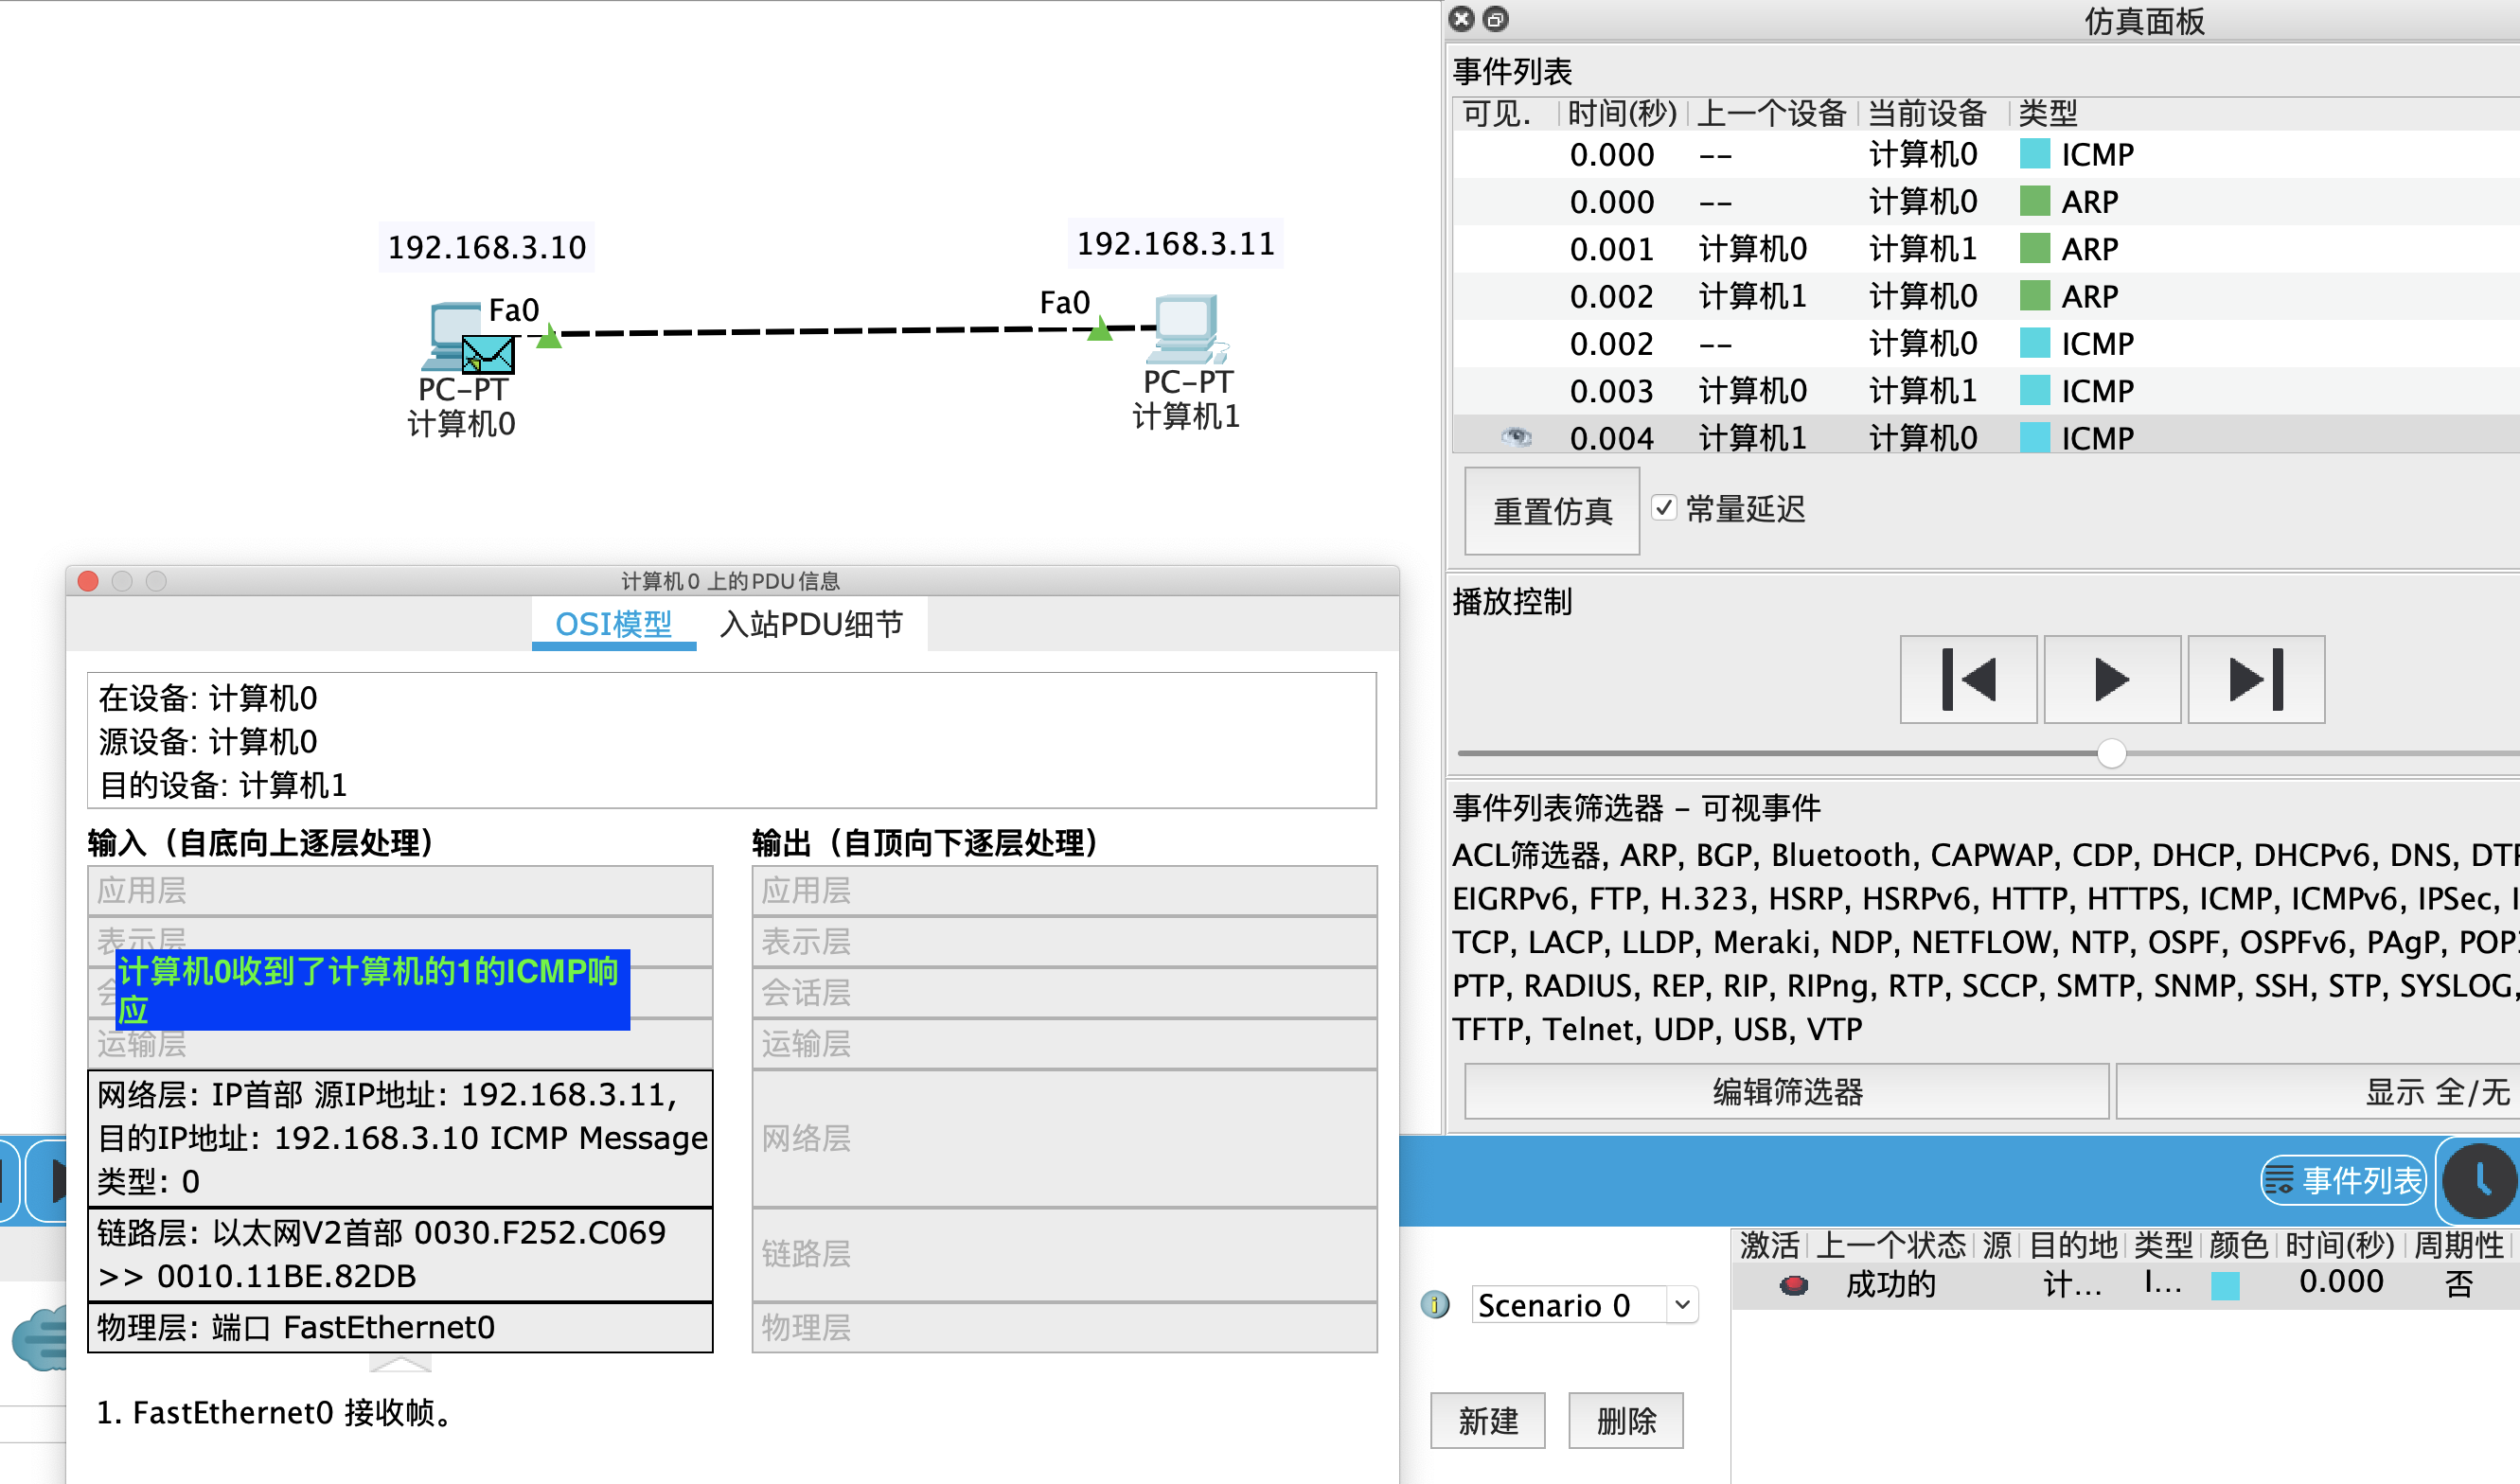 仿真面板
事件列表
可见. 时间(秒) 上一个设备 当前设备 类型
0.000 -- 计算机0 ICMP
0.000 -- 计算机0 ARP
0.001 计算机0 计算机1 ARP
0.002 计算机1 计算机0 ARP
0.002 -- 计算机0 ICMP
0.003 计算机0 计算机1 ICMP
0.004 计算机1 计算机0 ICMP
重置仿真 常量延迟
播放控制
事件列表筛选器 – 可视事件
ACL筛选器, ARP, BGP, Bluetooth, CAPWAP, CDP, DHCP, DHCPv6, DNS,
EIGRPv6, FTP, H.323, HSRP, HSRPv6, HTTP, HTTPS, ICMP, ICMPv6, IPSec,
TCP, LACP, LLDP, Meraki, NDP, NETFLOW, NTP, OSPF, OSPFv6, PAgP,
PTP, RADIUS, REP, RIP, RIPng, RTP, SCCP, SMTP, SNMP, SSH, STP, SYSLOG,
TFTP, Telnet, UDP, USB, VTP
编辑筛选器 显示 全/无
192.168.3.10
192.168.3.11
Fa0
Fa0
PC-PT
计算机0
PC-PT
计算机1
计算机0 上的PDU信息
OSI模型 入站PDU细节
在设备: 计算机0
源设备: 计算机0
目的设备: 计算机1
输入（自底向上逐层处理） 输出（自顶向下逐层处理）
应用层 应用层
表示层 表示层
计算机0收到了计算机的1的ICMP响
应
会 会话层
运输层 运输层
网络层: IP首部 源IP地址: 192.168.3.11,
目的IP地址: 192.168.3.10 ICMP Message
类型: 0
网络层
链路层: 以太网V2首部 0030.F252.C069
>> 0010.11BE.82DB
链路层
物理层: 端口 FastEthernet0 物理层
1. FastEthernet0 接收帧。
事件列表
激活 上一个状态 源 目的地 类型 颜色 时间(秒) 周期性
成功的 计... I... 0.000 否
Scenario 0
新建 删除